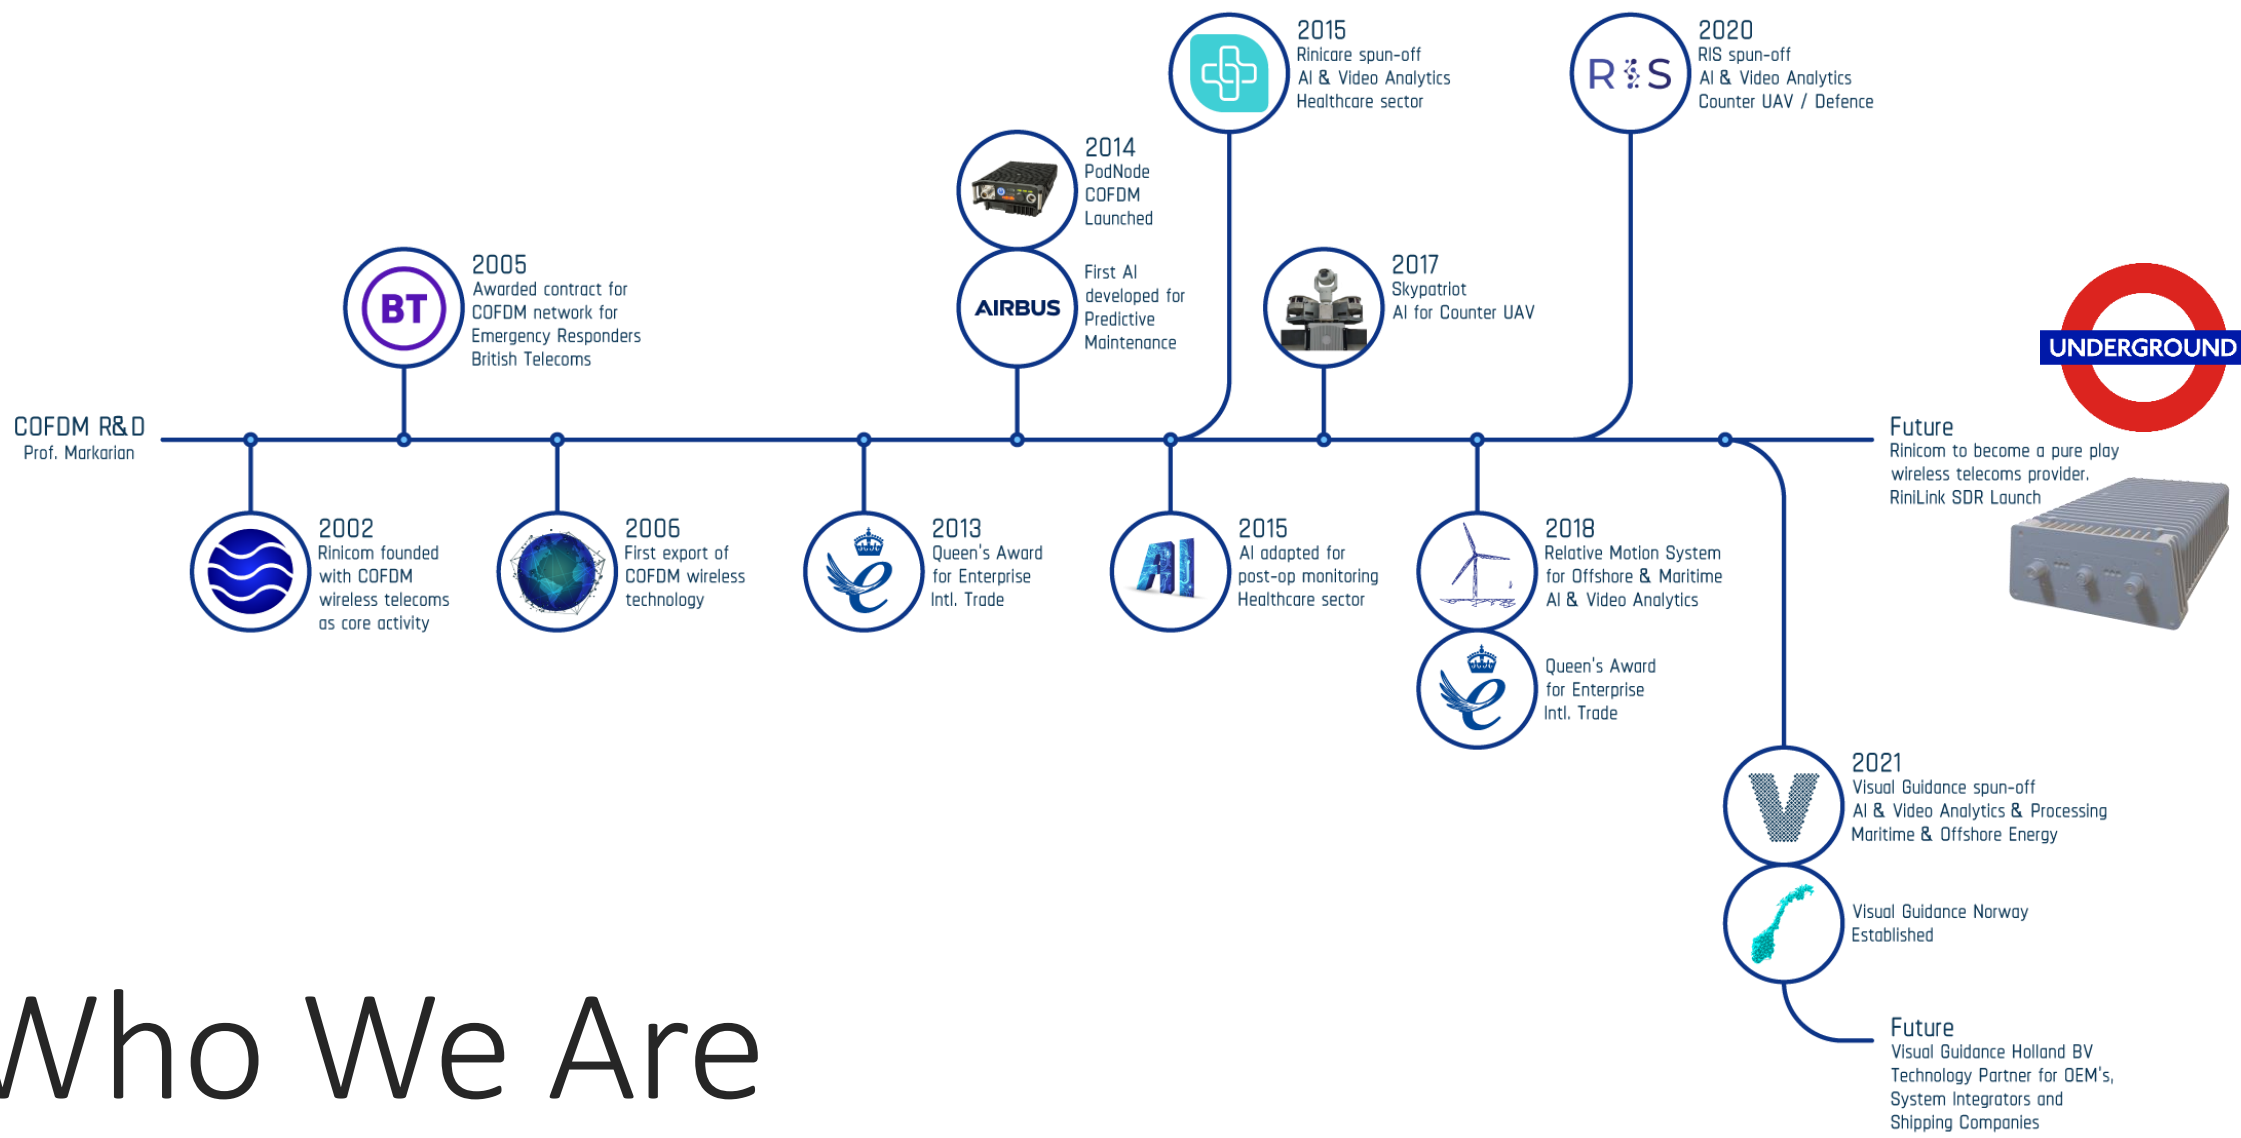 COFDM R&D
Prof. Markarian
2002
Rinicom founded
with COFDM
wireless telecoms
as core activity
BT
2005
Awarded contract for
COFDM network for
Emergency Responders
British Telecoms
2006
First export of
COFDM wireless
technology
e
2013
Queen's Award
for Enterprise
Intl. Trade
2014
PodNode
COFDM
Launched
AIRBUS
First AI
developed for
Predictive
Maintenance
2015
Rinicare spun-off
AI & Video Analytics
Healthcare sector
AI
2015
AI adapted for
post-op monitoring
Healthcare sector
2017
Skypatriot
AI for Counter UAV
2018
Relative Motion System
for Offshore & Maritime
AI & Video Analytics
e
Queen's Award
for Enterprise
Intl. Trade
RIS
2020
RIS spun-off
AI & Video Analytics
Counter UAV / Defence
V
2021
Visual Guidance spun-off
AI & Video Analytics & Processing
Maritime & Offshore Energy
Visual Guidance Norway
Established
UNDERGROUND
Future
Rinicom to become a pure play
wireless telecoms provider.
RiniLink SDR Launch
Future
Visual Guidance Holland BV
Technology Partner for OEM's,
System Integrators and
Shipping Companies
Who We Are